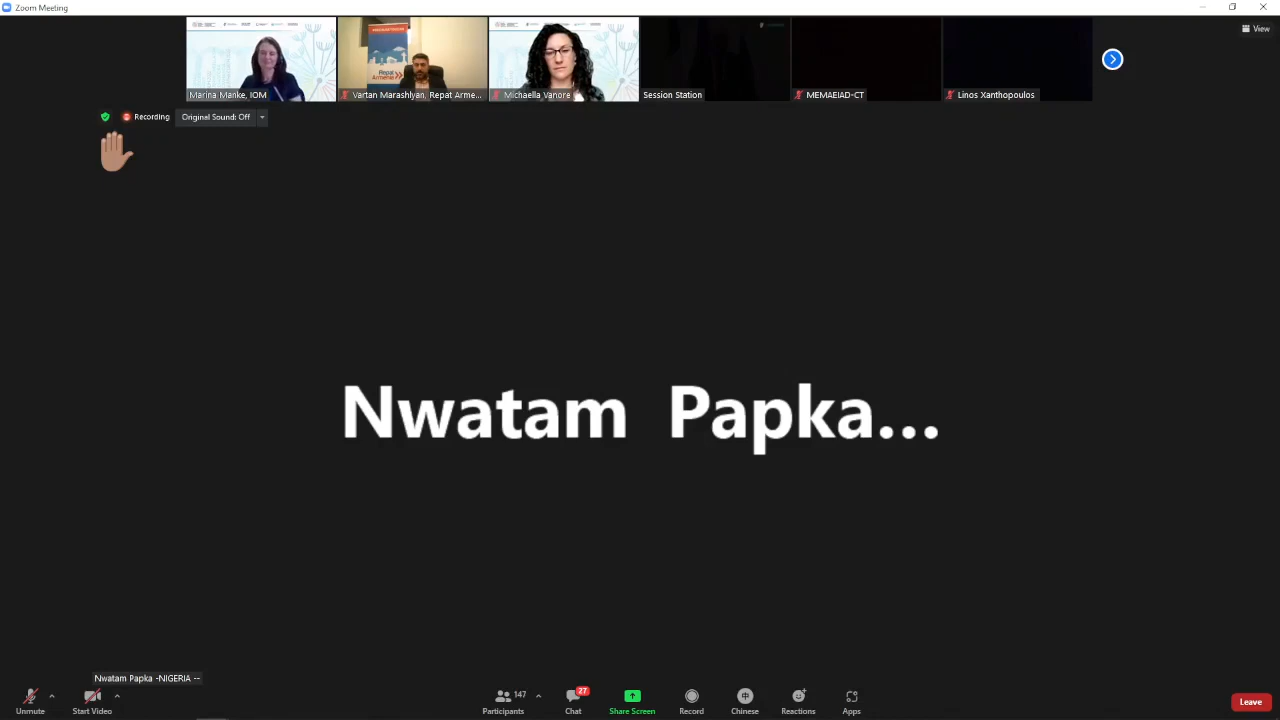 Zoom Meeting
View
Marina Manke, IOM
Vartan Marashlyan, Repat Arme...
Michaella Vanore
Session Station
MEMAEIAD-CT
Linos Xanthopoulos
Repat
Armenia
Recording
Original Sound: Off
Nwatam Papka...
Nwatam Papka -NIGERIA --
Unmute
Start Video
147
Participants
27
Chat
Share Screen
Record
Chinese
Reactions
Apps
Leave